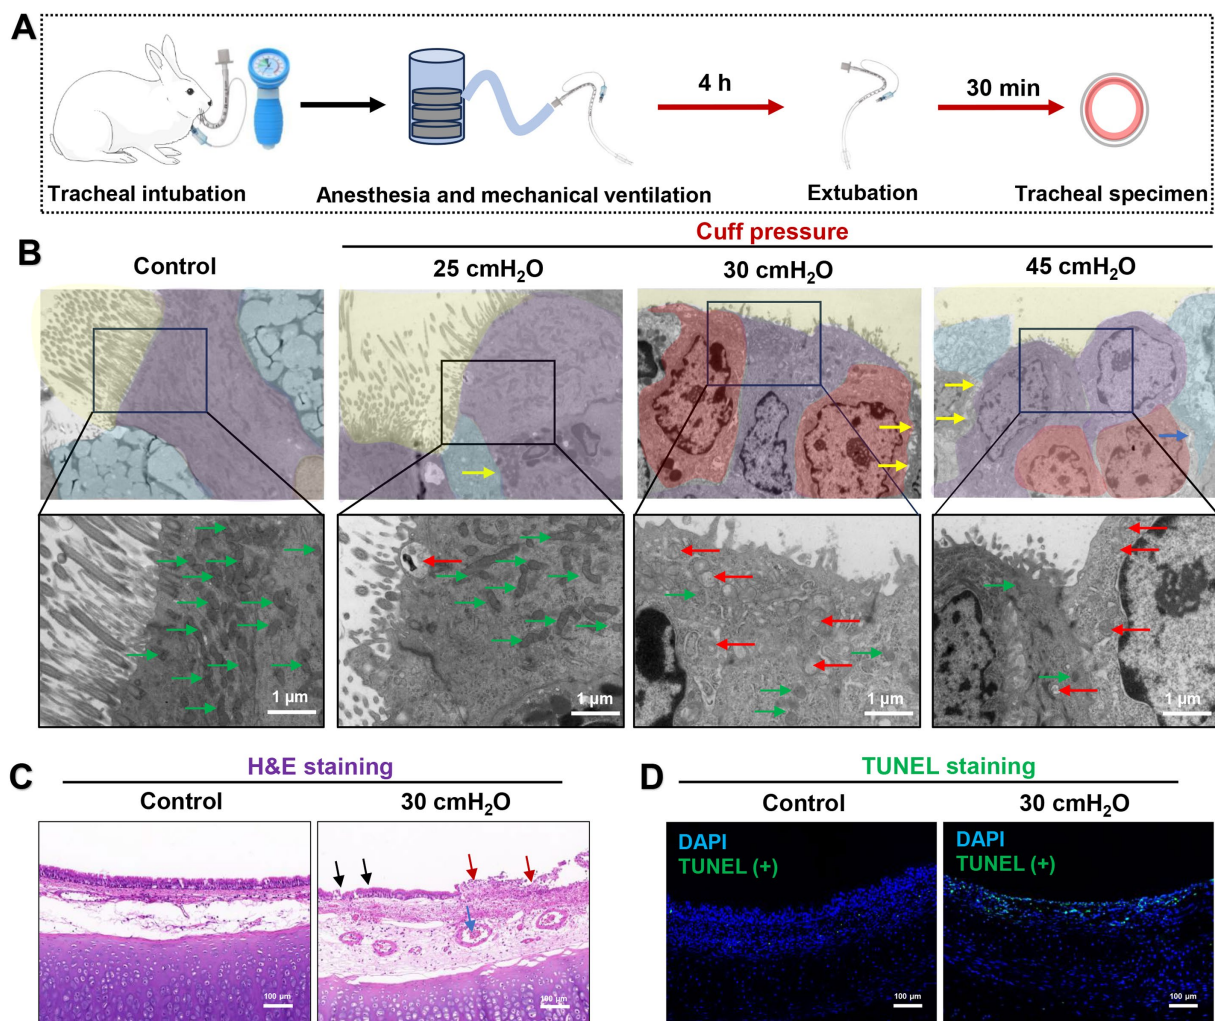 A
4 h
30 min
Tracheal intubation
Anesthesia and mechanical ventilation
Extubation
Tracheal specimen
B
Cuff pressure
Control
25 cmH₂O
30 cmH₂O
45 cmH₂O
1 μm
1 μm
1 μm
1 μm
C
H&E staining
Control
30 cmH₂O
100 μm
100 μm
D
TUNEL staining
Control
30 cmH₂O
DAPI
TUNEL (+)
DAPI
TUNEL (+)
100 μm
100 μm